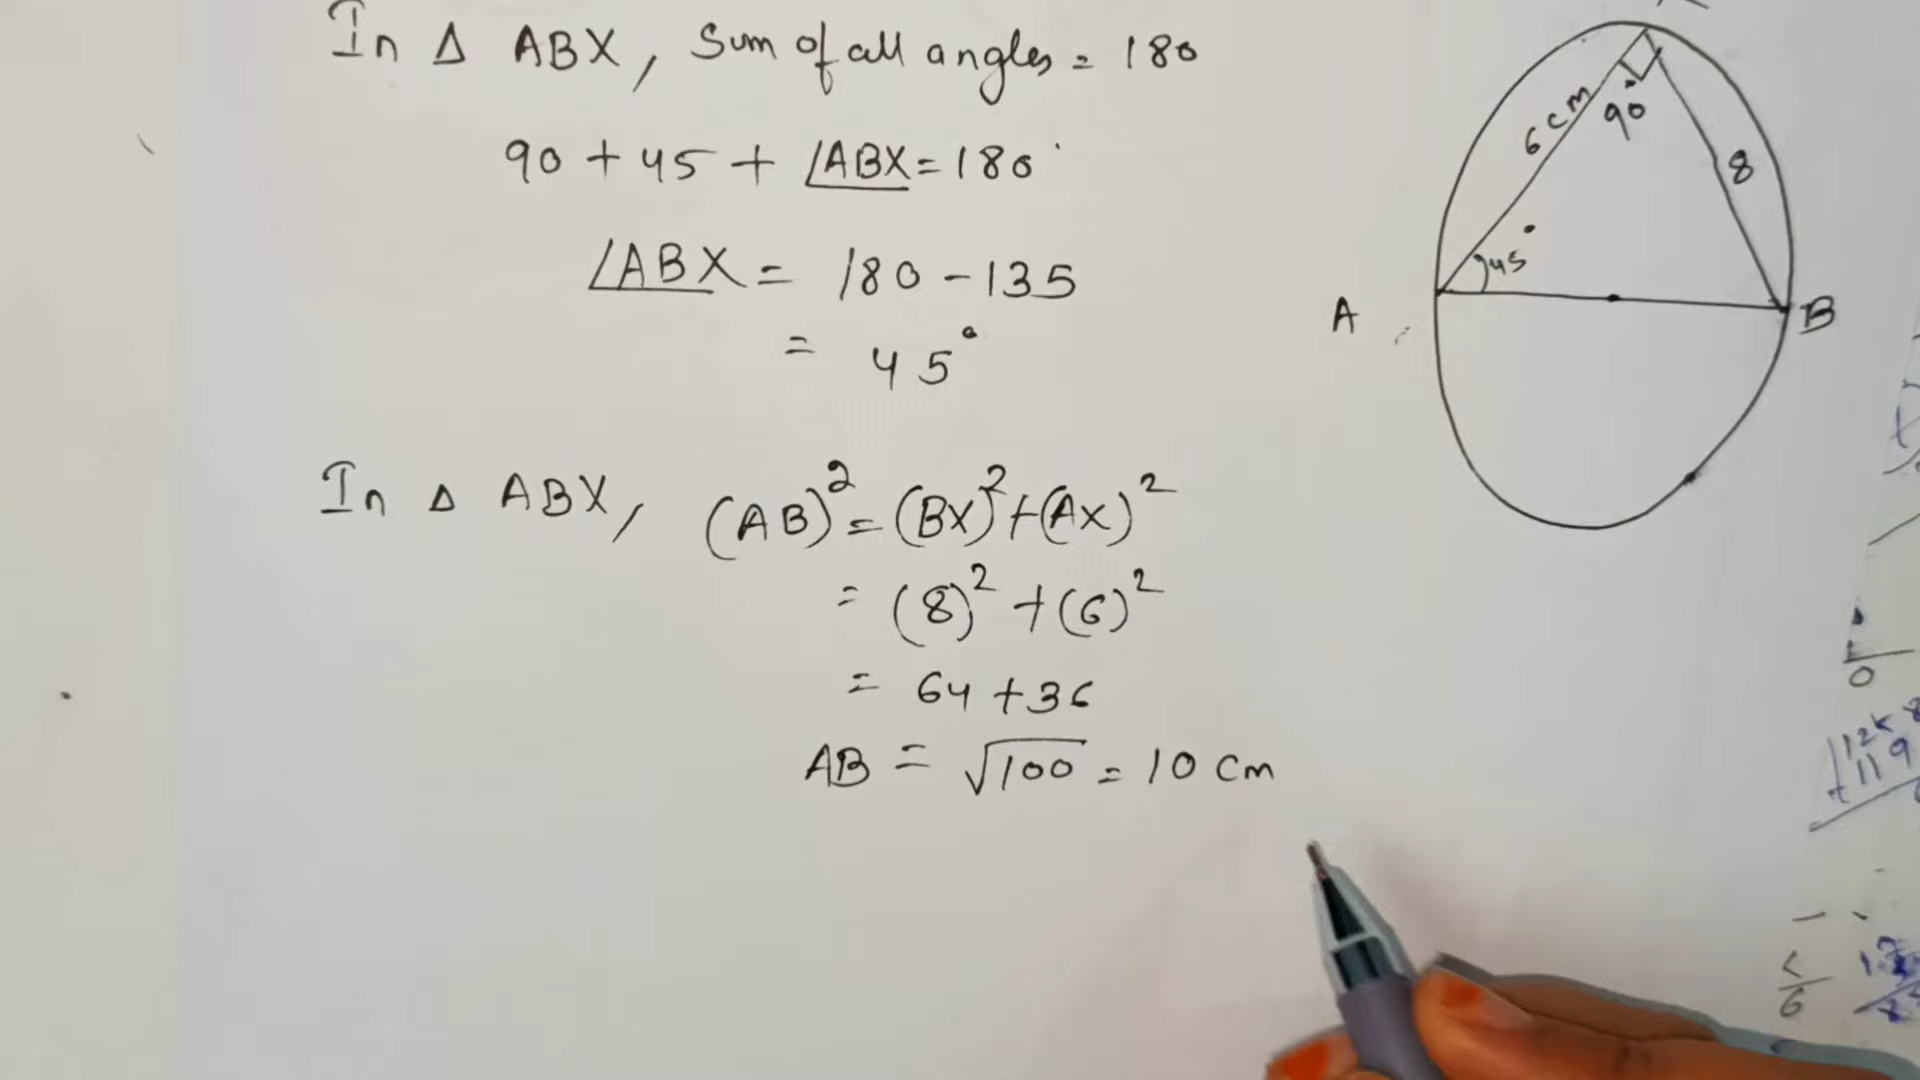 In Δ ABX, Sum of all angles = 180
90 + 45 + ∠ABX = 180°
∠ABX = 180 - 135
= 45°
In Δ ABX, (AB)² = (BX)² + (AX)²
= (8)² + (6)²
= 64 + 36
AB = √100 = 10 cm
6 cm
90°
8
45°
A
B
0
6